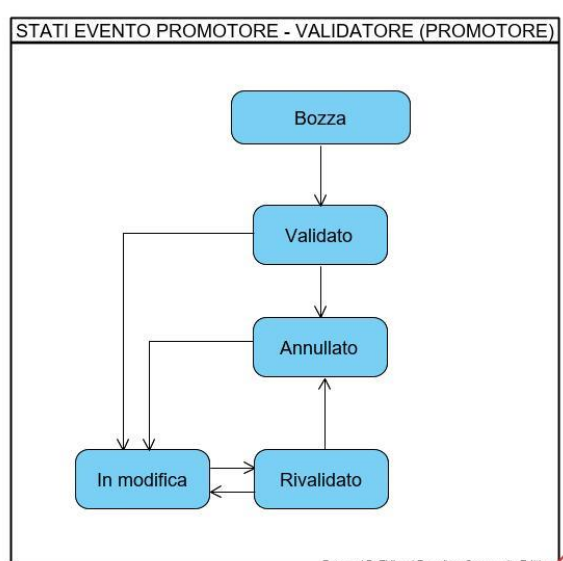 STATI EVENTO PROMOTORE - VALIDATORE (PROMOTORE)
Bozza
Validato
Annullato
In modifica
Rivalidato